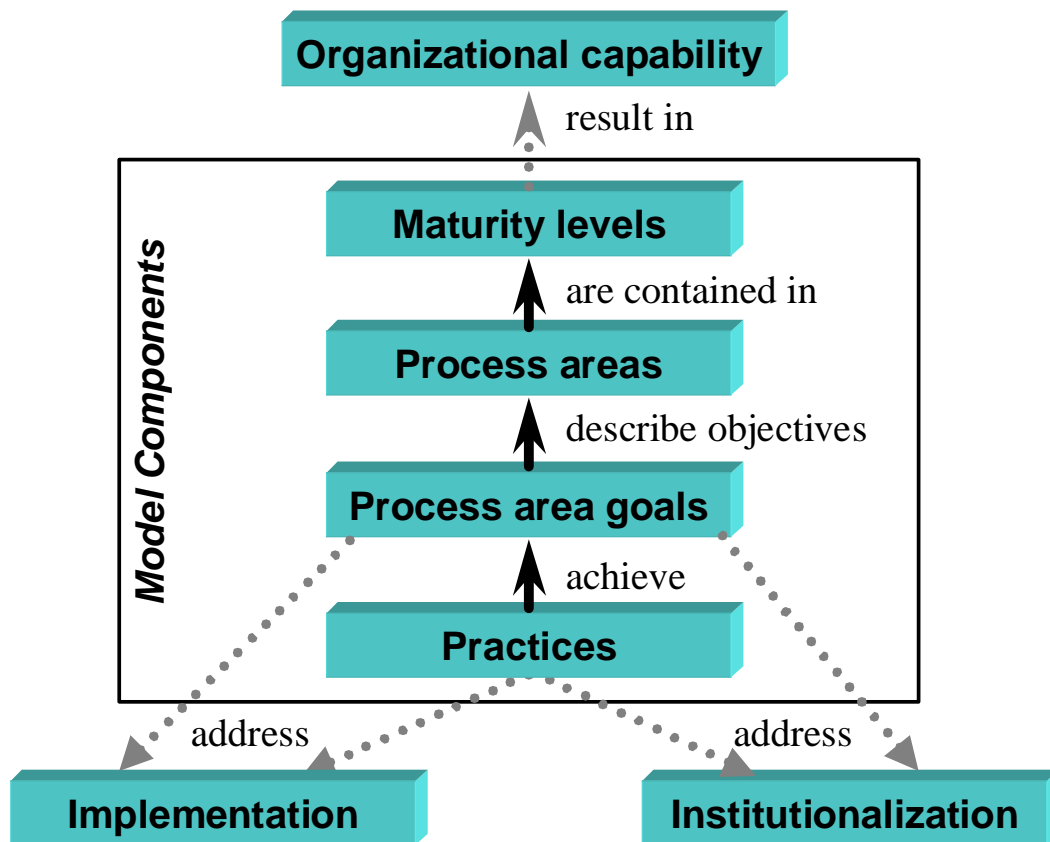 Organizational capability
result in
Maturity levels
are contained in
Process areas
describe objectives
Process area goals
achieve
Practices
Model Components
address
address
Implementation
Institutionalization